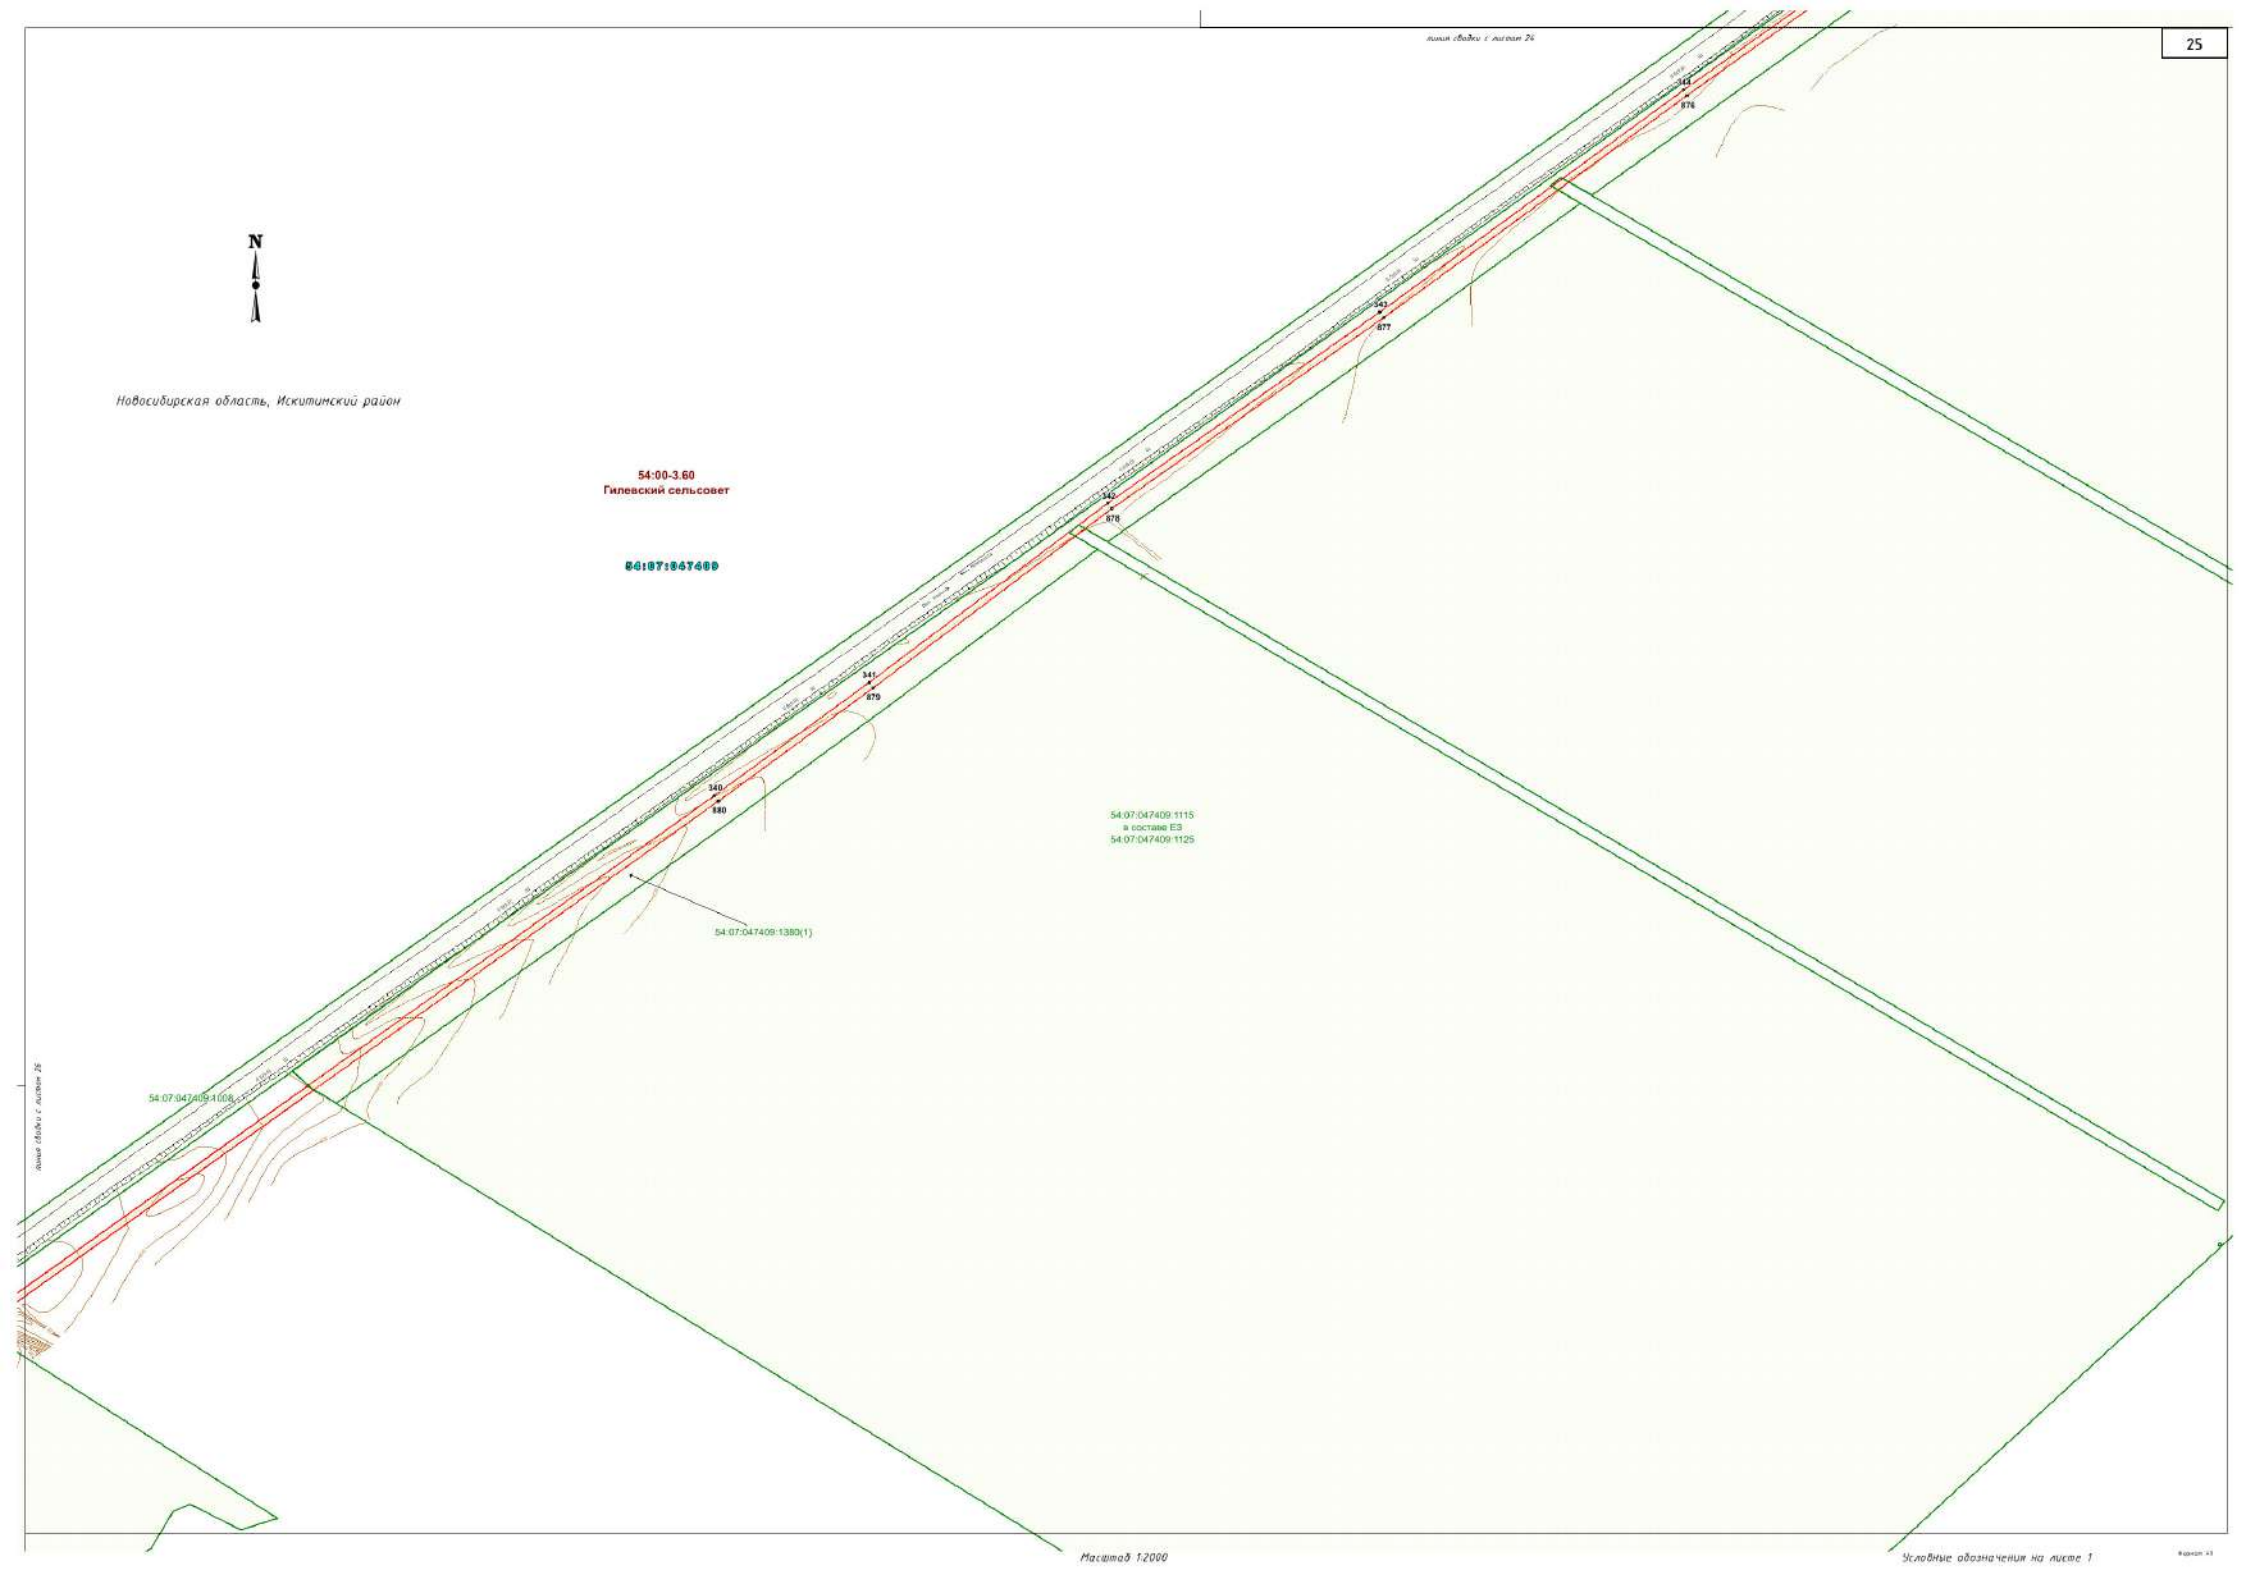 линия сводки с листом 24
25
344
876
N
343
877
Новосибирская область, Искитимский район
54:00-3.60
Гилевский сельсовет
342
878
54:07:047409
341
879
340
880
54:07:047409:1115
в составе ЕЗ
54:07:047409:1125
54:07:047409:1380(1)
54:07:047409:1008
линия сводки с листом 26
Масштаб 1:2000
Условные обозначения на листе 1